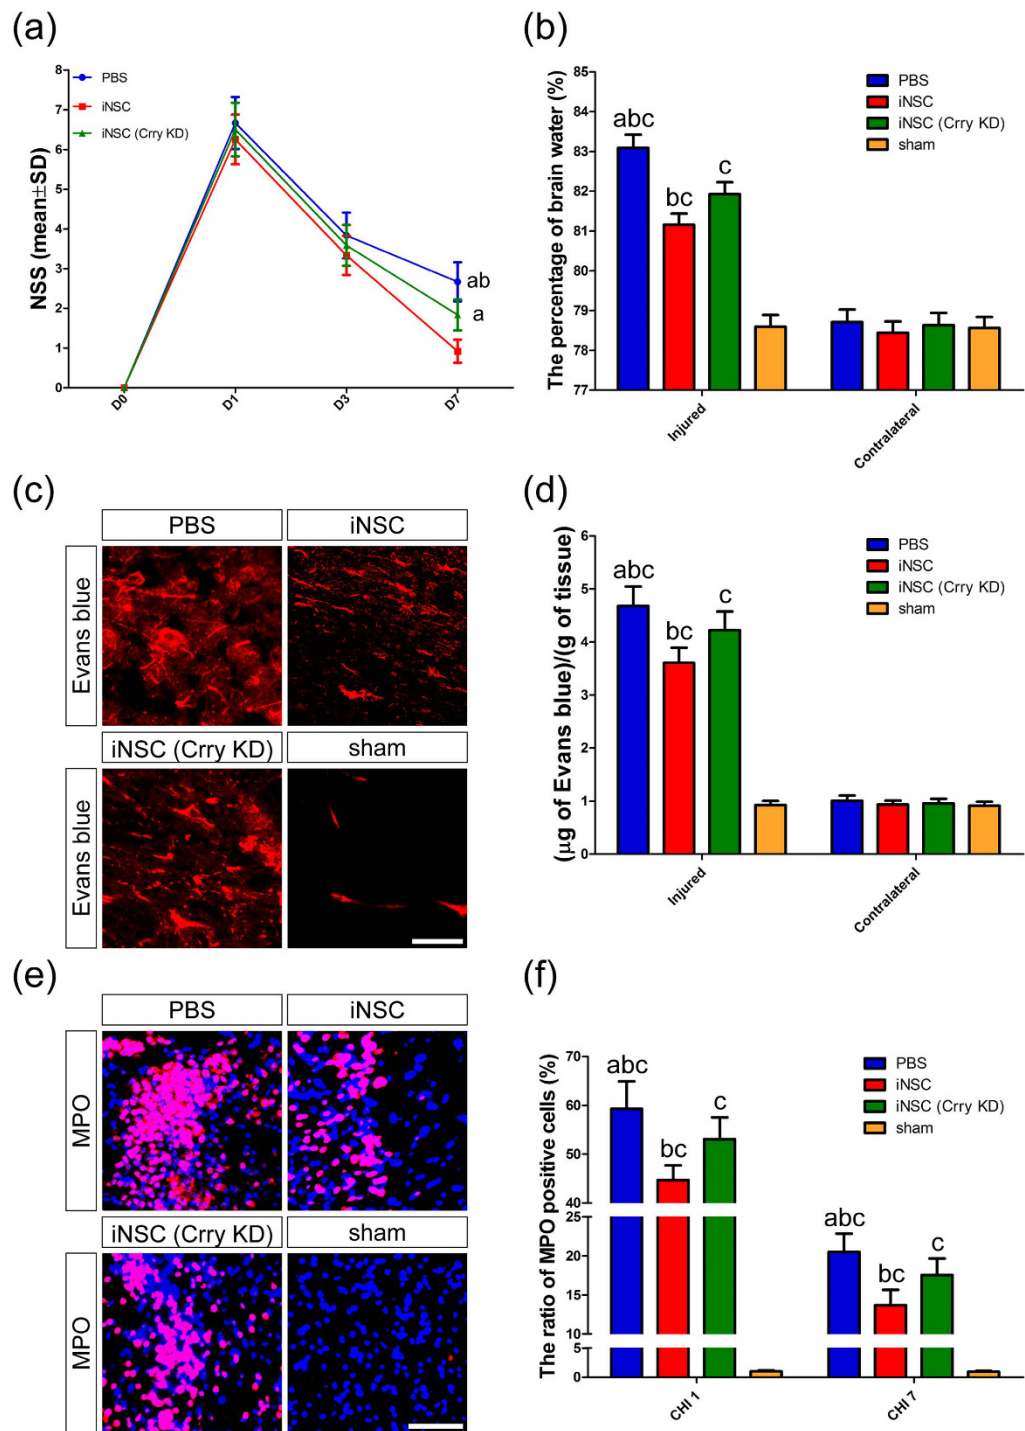 (a)
NSS (mean±SD)
8
7
6
5
4
3
2
1
0
PBS
iNSC
iNSC (Crry KD)
ab
a
D0
D1
D3
D7
(b)
The percentage of brain water (%)
85
84
83
82
81
79
78
77
abc
bc
c
PBS
iNSC
iNSC (Crry KD)
sham
Injured
Contralateral
(c)
PBS
iNSC
Evans blue
iNSC (Crry KD)
sham
Evans blue
(d)
(µg of Evans blue)/(g of tissue)
6
5
4
3
2
1
0
abc
bc
c
PBS
iNSC
iNSC (Crry KD)
sham
Injured
Contralateral
(e)
PBS
iNSC
MPO
iNSC (Crry KD)
sham
MPO
(f)
The ratio of MPO positive cells (%)
70
60
50
40
25
20
15
10
5
0
abc
bc
c
abc
bc
c
PBS
iNSC
iNSC (Crry KD)
sham
CHI 1
CHI 7